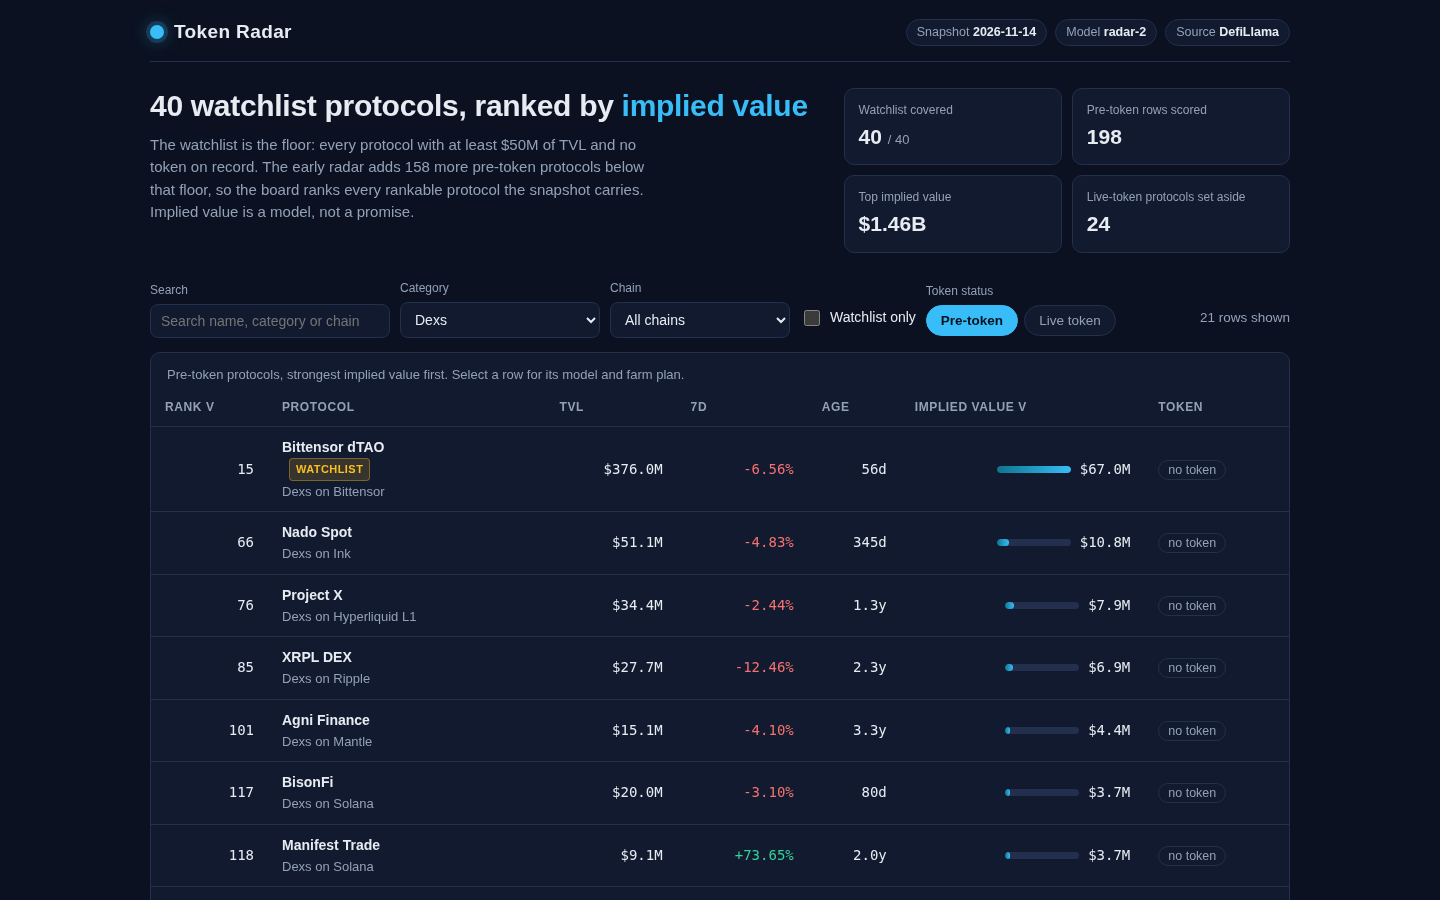 Token Radar
Snapshot 2026-11-14
Model radar-2
Source DefiLlama
40 watchlist protocols, ranked by implied value
The watchlist is the floor: every protocol with at least $50M of TVL and no
token on record. The early radar adds 158 more pre-token protocols below
that floor, so the board ranks every rankable protocol the snapshot carries.
Implied value is a model, not a promise.
Watchlist covered
40 / 40
Pre-token rows scored
198
Top implied value
$1.46B
Live-token protocols set aside
24
Search
Search name, category or chain
Category
Dexs
Chain
All chains
Watchlist only
Token status
Pre-token
Live token
21 rows shown
Pre-token protocols, strongest implied value first. Select a row for its model and farm plan.
RANK V PROTOCOL TVL 7D AGE IMPLIED VALUE V TOKEN
15 Bittensor dTAO WATCHLIST $376.0M -6.56% 56d $67.0M no token
Dexs on Bittensor
66 Nado Spot $51.1M -4.83% 345d $10.8M no token
Dexs on Ink
76 Project X $34.4M -2.44% 1.3y $7.9M no token
Dexs on Hyperliquid L1
85 XRPL DEX $27.7M -12.46% 2.3y $6.9M no token
Dexs on Ripple
101 Agni Finance $15.1M -4.10% 3.3y $4.4M no token
Dexs on Mantle
117 BisonFi $20.0M -3.10% 80d $3.7M no token
Dexs on Solana
118 Manifest Trade $9.1M +73.65% 2.0y $3.7M no token
Dexs on Solana